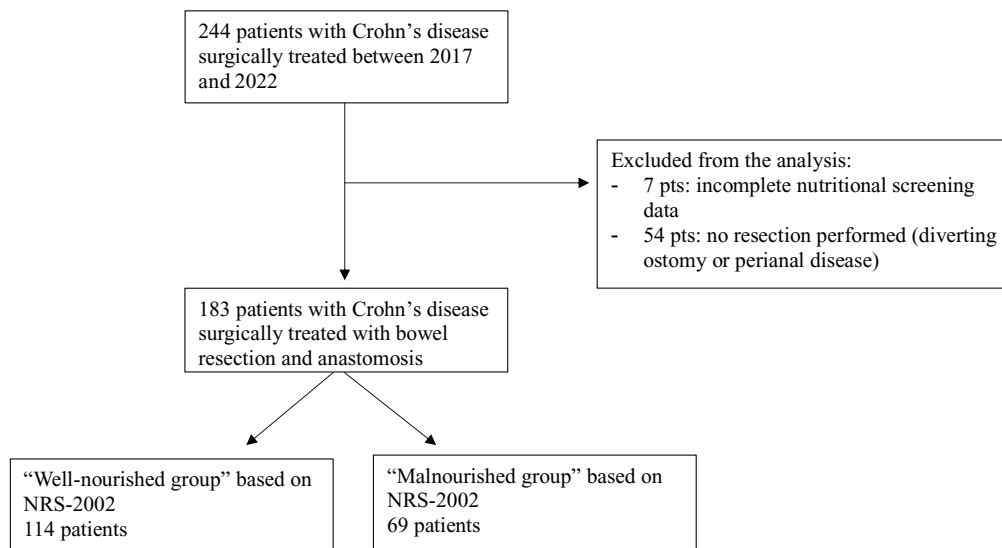 244 patients with Crohn’s disease
surgically treated between 2017
and 2022
Excluded from the analysis:
- 7 pts: incomplete nutritional screening
data
- 54 pts: no resection performed (diverting
ostomy or perianal disease)
183 patients with Crohn’s disease
surgically treated with bowel
resection and anastomosis
“Well-nourished group” based on
NRS-2002
114 patients
“Malnourished group” based on
NRS-2002
69 patients